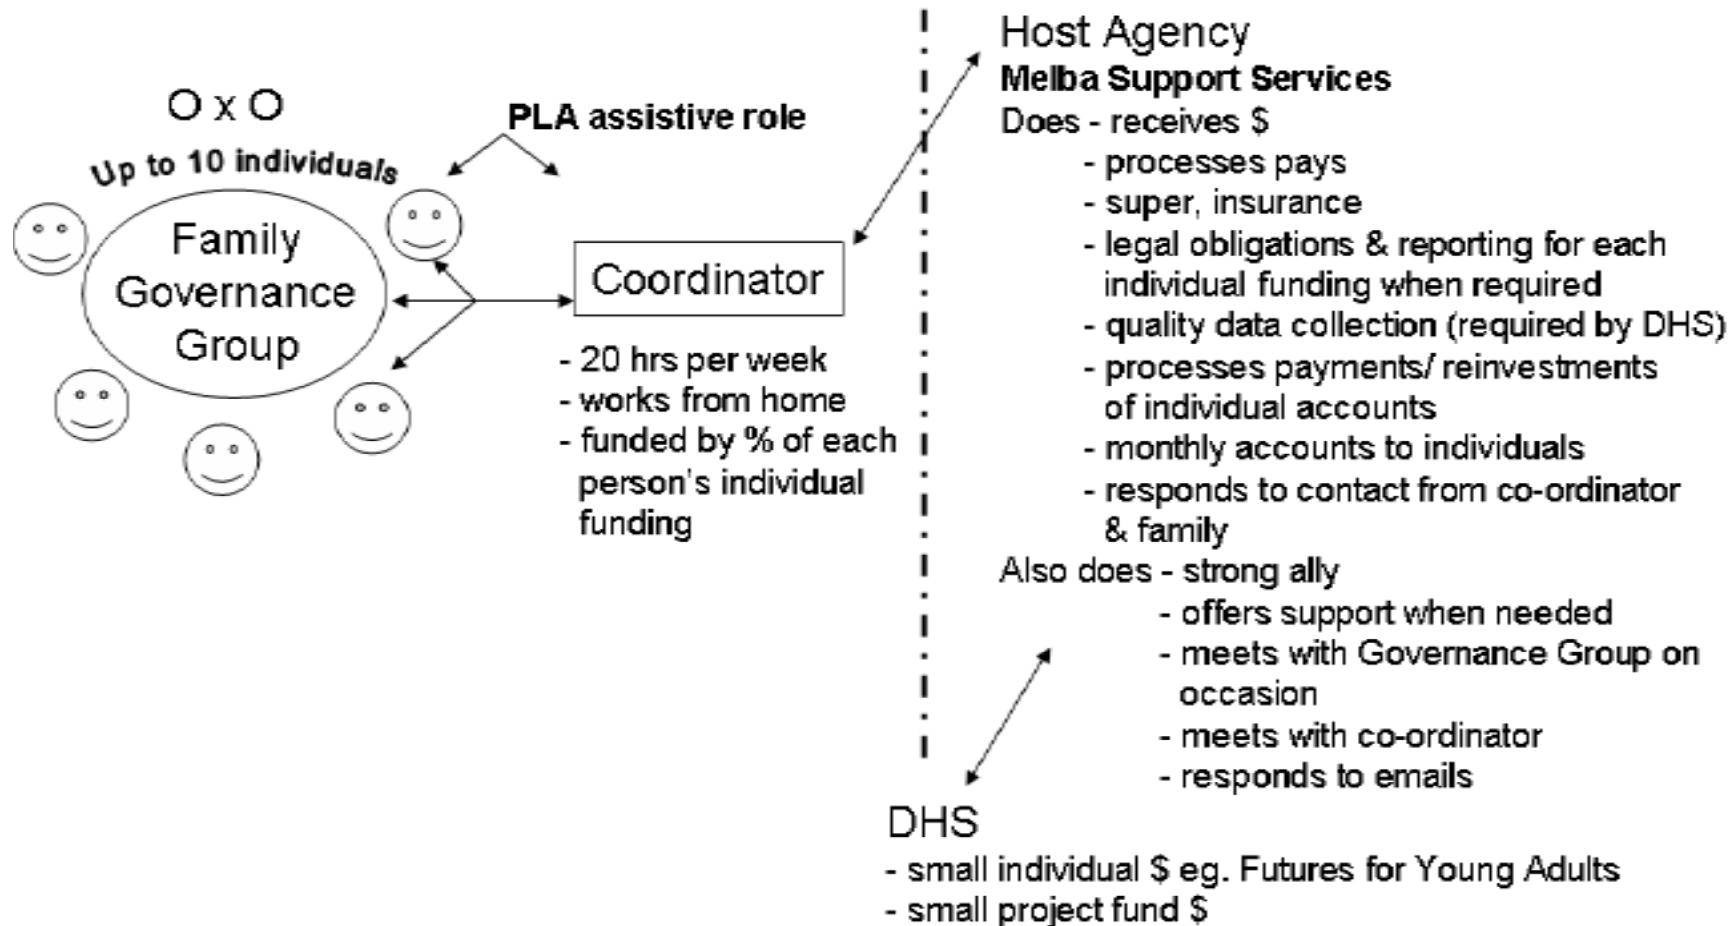 O x O
Up to 10 individuals
Family
Governance
Group
PLA assistive role
Coordinator
- 20 hrs per week
- works from home
- funded by % of each
person's individual
funding
Host Agency
Melba Support Services
Does - receives $
- processes pays
- super, insurance
- legal obligations & reporting for each
individual funding when required
- quality data collection (required by DHS)
- processes payments/ reinvestments
of individual accounts
- monthly accounts to individuals
- responds to contact from co-ordinator
& family
Also does - strong ally
- offers support when needed
- meets with Governance Group on
occasion
- meets with co-ordinator
- responds to emails
DHS
- small individual $ eg. Futures for Young Adults
- small project fund $